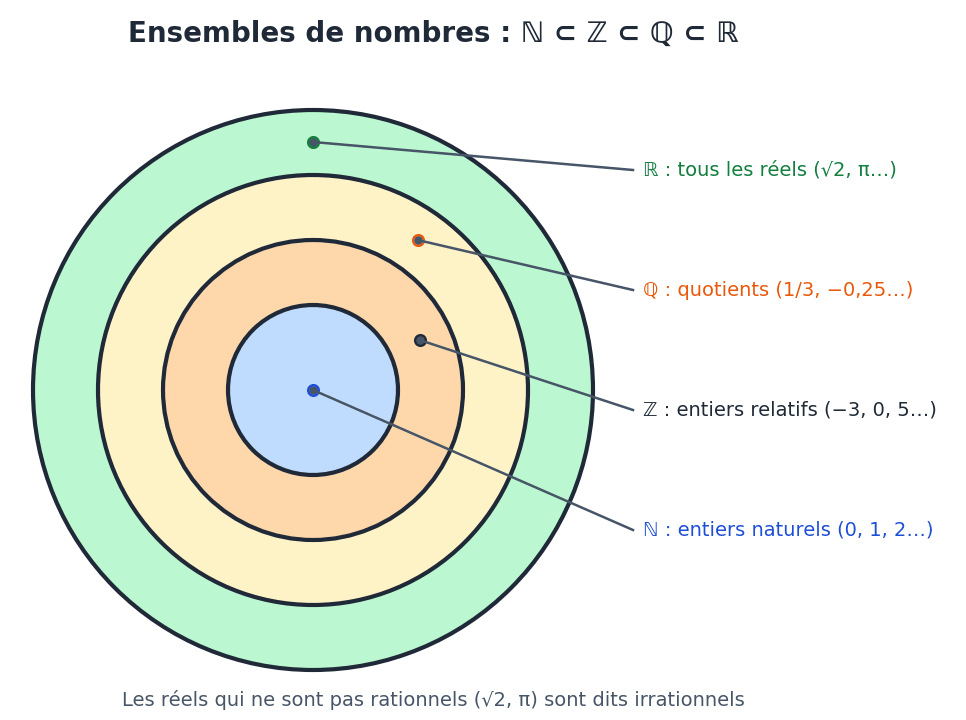 Ensembles de nombres : ℕ ⊂ ℤ ⊂ ℚ ⊂ ℝ
ℝ : tous les réels (√2, π…)
ℚ : quotients (1/3, −0,25…)
ℤ : entiers relatifs (−3, 0, 5…)
ℕ : entiers naturels (0, 1, 2…)
Les réels qui ne sont pas rationnels (√2, π) sont dits irrationnels